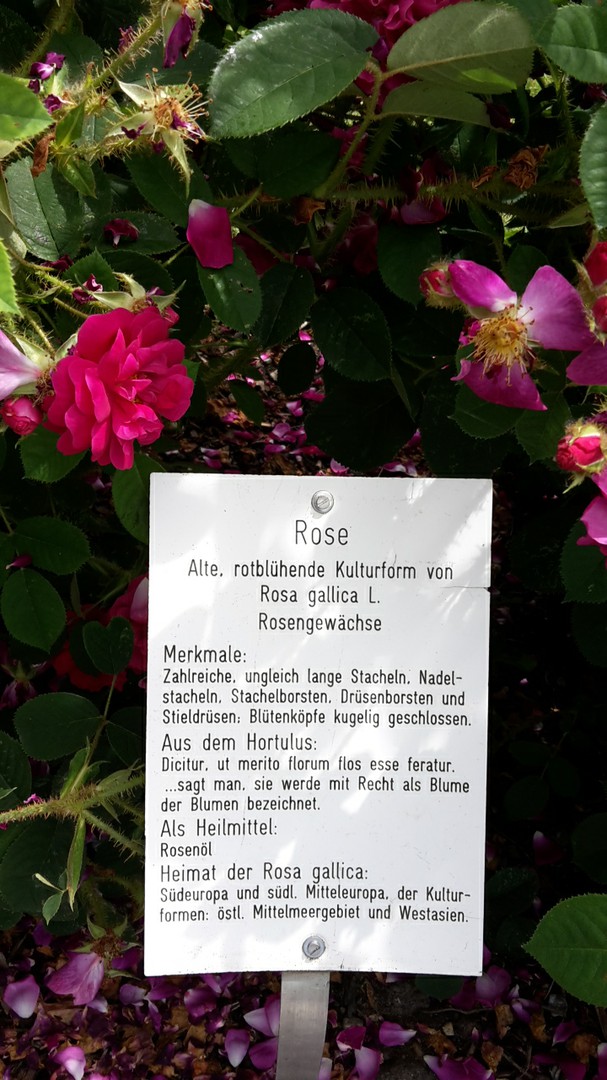 Rose
Alte, rotblühende Kulturform von
Rosa gallica L.
Rosengewächse
Merkmale:
Zahlreiche, ungleich lange Stacheln, Nadel-
stacheln, Stachelborsten, Drüsenborsten und
Stieldrüsen; Blütenköpfe kugelig geschlossen.
Aus dem Hortulus:
Dicitur, ut merito florum flos esse feratur.
...sagt man, sie werde mit Recht als Blume
der Blumen bezeichnet.
Als Heilmittel:
Rosenöl
Heimat der Rosa gallica:
Südeuropa und südl. Mitteleuropa, der Kultur-
formen: östl. Mittelmeergebiet und Westasien.